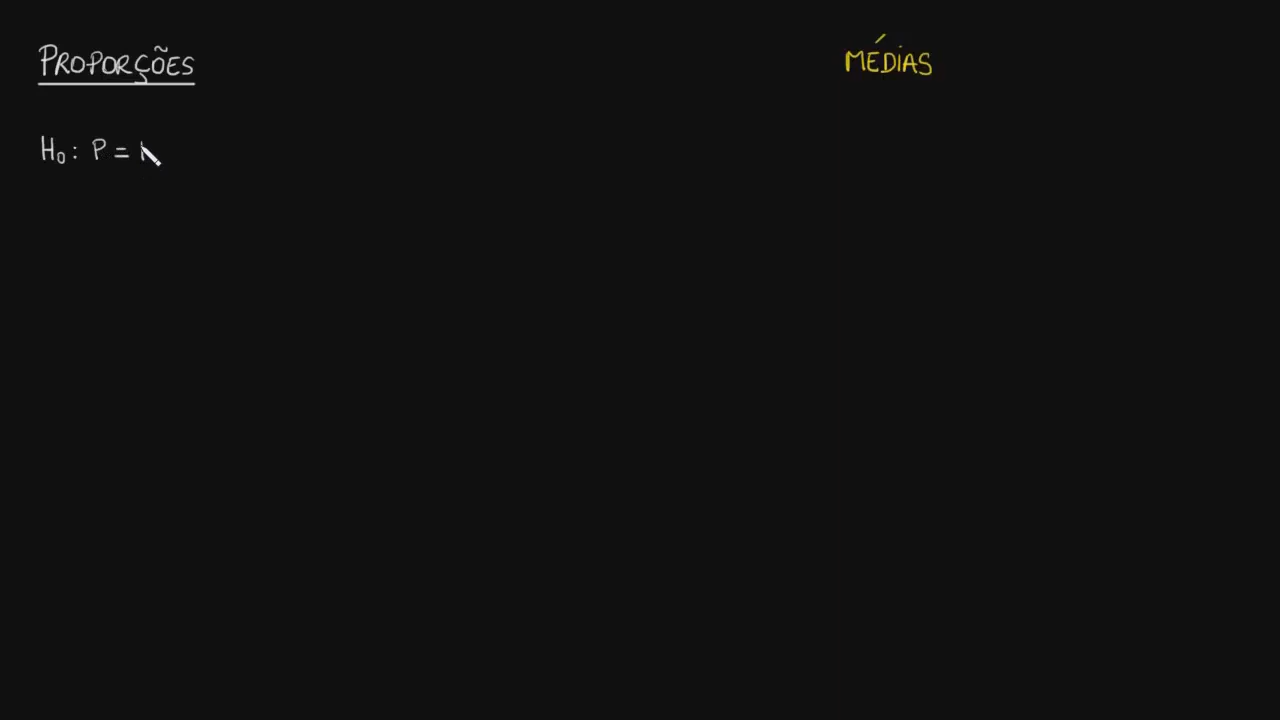 PROPORÇÕES
MÉDIAS
H₀: P =